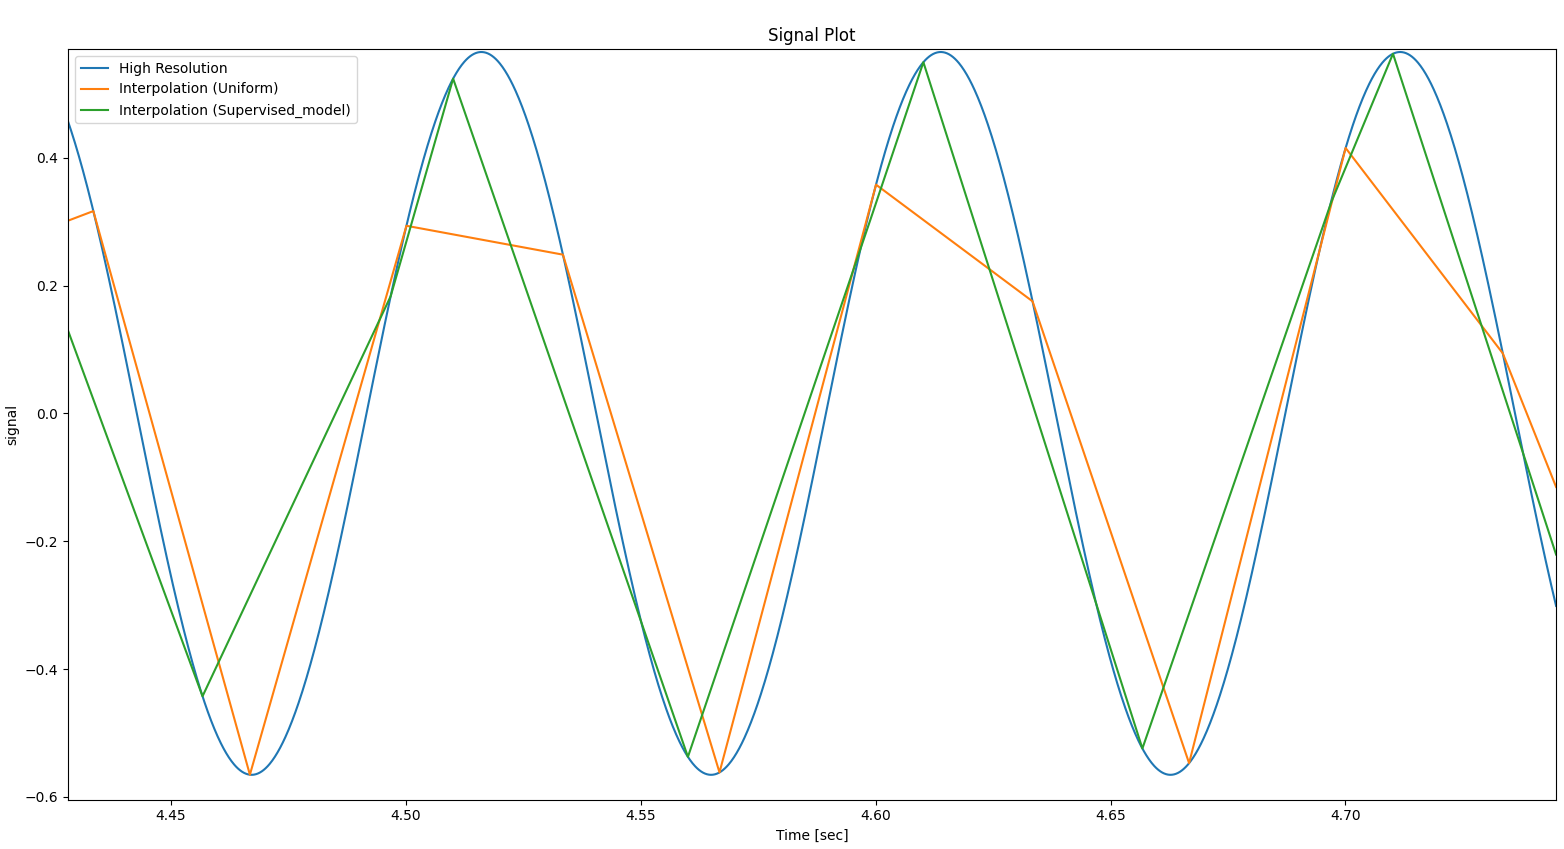 Signal Plot
High Resolution
Interpolation (Uniform)
Interpolation (Supervised_model)
0.4
0.2
0.0
−0.2
−0.4
−0.6
signal
4.45 4.50 4.55 4.60 4.65 4.70
Time [sec]